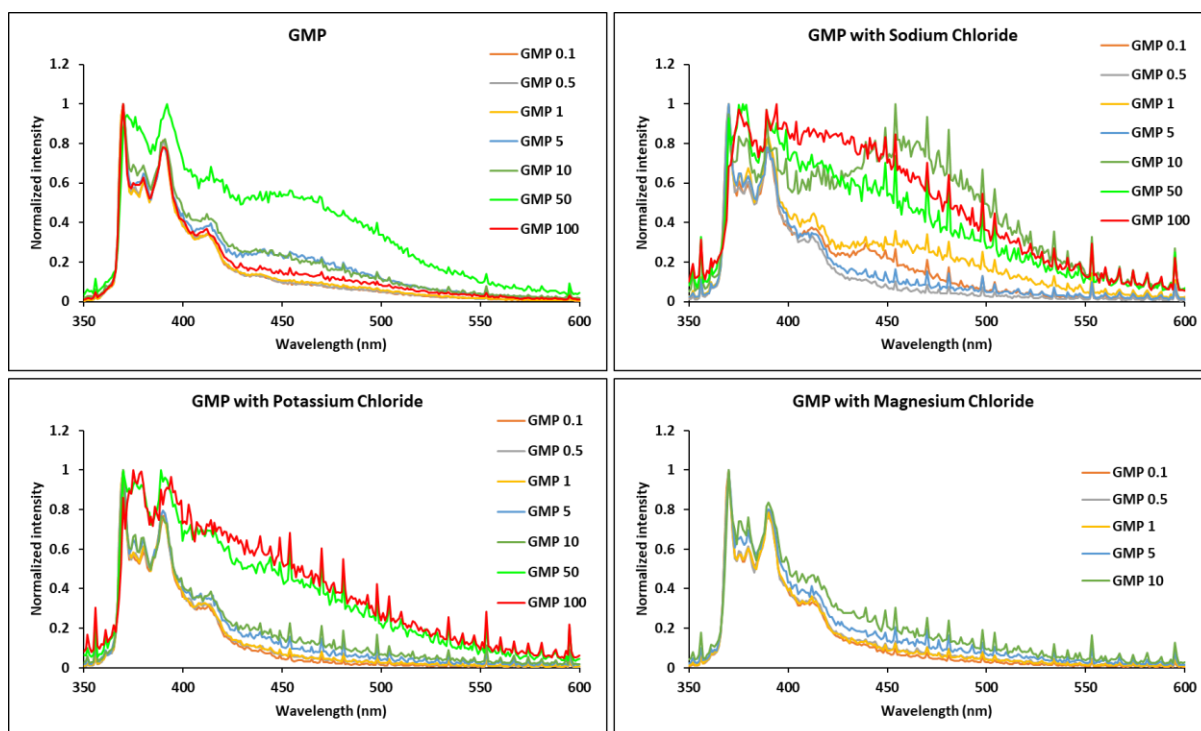 GMP
Normalized intensity
1.2
1
0.8
0.6
0.4
0.2
0
350
400
450
500
550
600
Wavelength (nm)
GMP 0.1
GMP 0.5
GMP 1
GMP 5
GMP 10
GMP 50
GMP 100
GMP with Sodium Chloride
Normalized intensity
1.2
1
0.8
0.6
0.4
0.2
0
350
400
450
500
550
600
Wavelength (nm)
GMP 0.1
GMP 0.5
GMP 1
GMP 5
GMP 10
GMP 50
GMP 100
GMP with Potassium Chloride
Normalized intensity
1.2
1
0.8
0.6
0.4
0.2
0
350
400
450
500
550
600
Wavelength (nm)
GMP 0.1
GMP 0.5
GMP 1
GMP 5
GMP 10
GMP 50
GMP 100
GMP with Magnesium Chloride
Normalized intensity
1.2
1
0.8
0.6
0.4
0.2
0
350
400
450
500
550
600
Wavelength (nm)
GMP 0.1
GMP 0.5
GMP 1
GMP 5
GMP 10